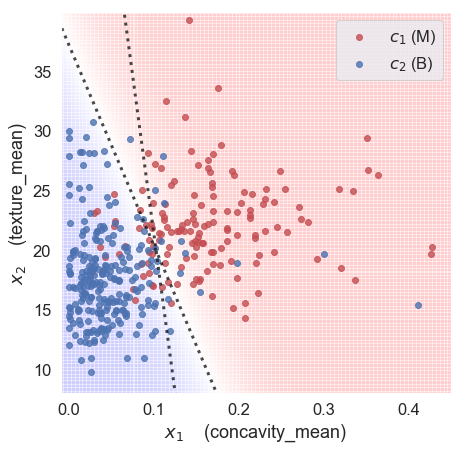 c₁ (M)
c₂ (B)
35
30
25
20
15
10
x₂ (texture_mean)
0.0 0.1 0.2 0.3 0.4
x₁ (concavity_mean)